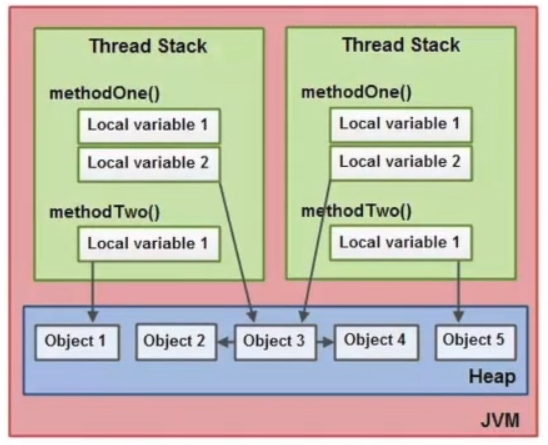 Thread Stack
methodOne()
Local variable 1
Local variable 2
methodTwo()
Local variable 1
Thread Stack
methodOne()
Local variable 1
Local variable 2
methodTwo()
Local variable 1
Object 1
Object 2
Object 3
Object 4
Object 5
Heap
JVM